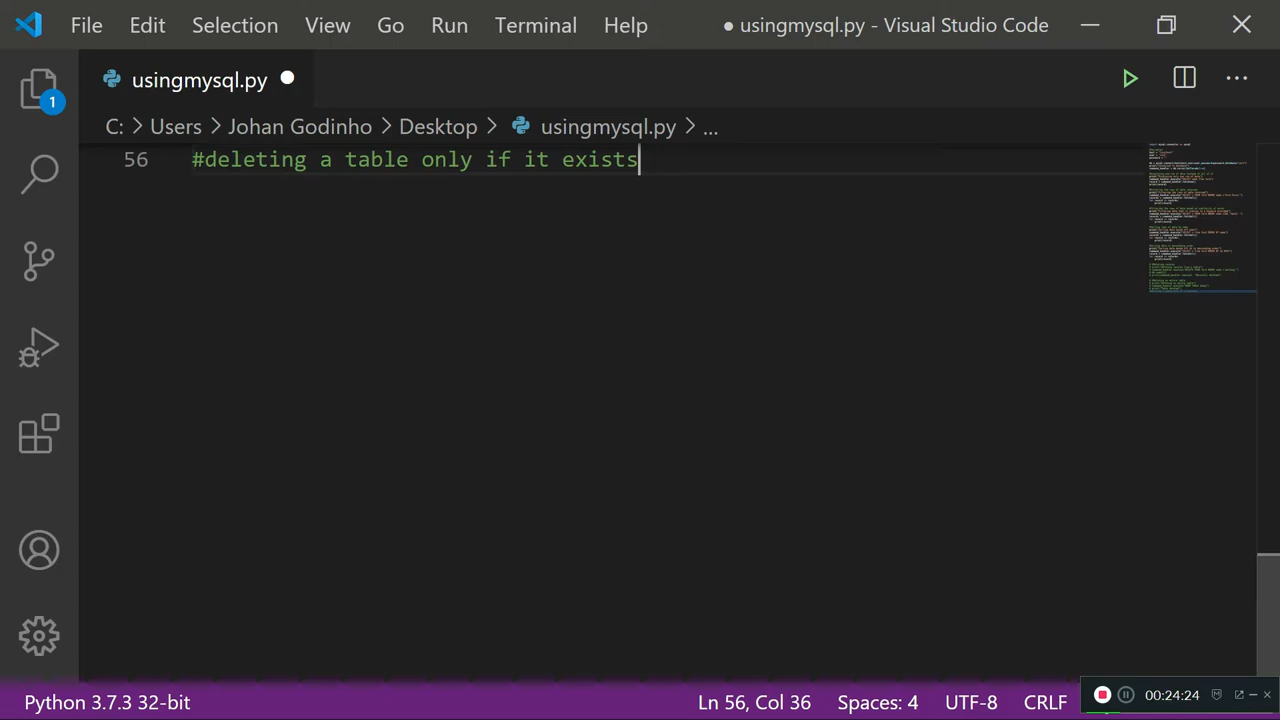 File Edit Selection View Go Run Terminal Help ● usingmysql.py - Visual Studio Code
usingmysql.py
C: > Users > Johan Godinho > Desktop > usingmysql.py > ...
56 #deleting a table only if it exists
1
Python 3.7.3 32-bit Ln 56, Col 36 Spaces: 4 UTF-8 CRLF 00:24:24